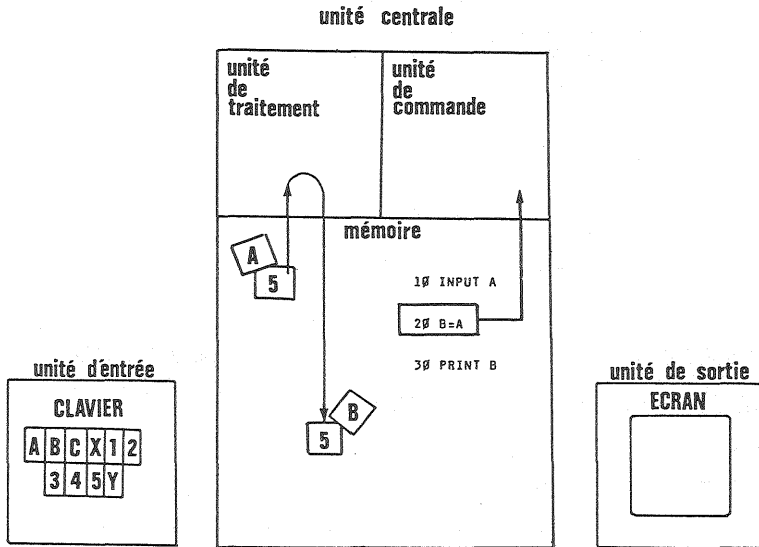 unité centrale
unité
de
traitement
unité
de
commande
mémoire
A
5
1Ø INPUT A
2Ø B=A
3Ø PRINT B
B
5
unité d'entrée
CLAVIER
A B C X 1 2
3 4 5 Y
unité de sortie
ECRAN